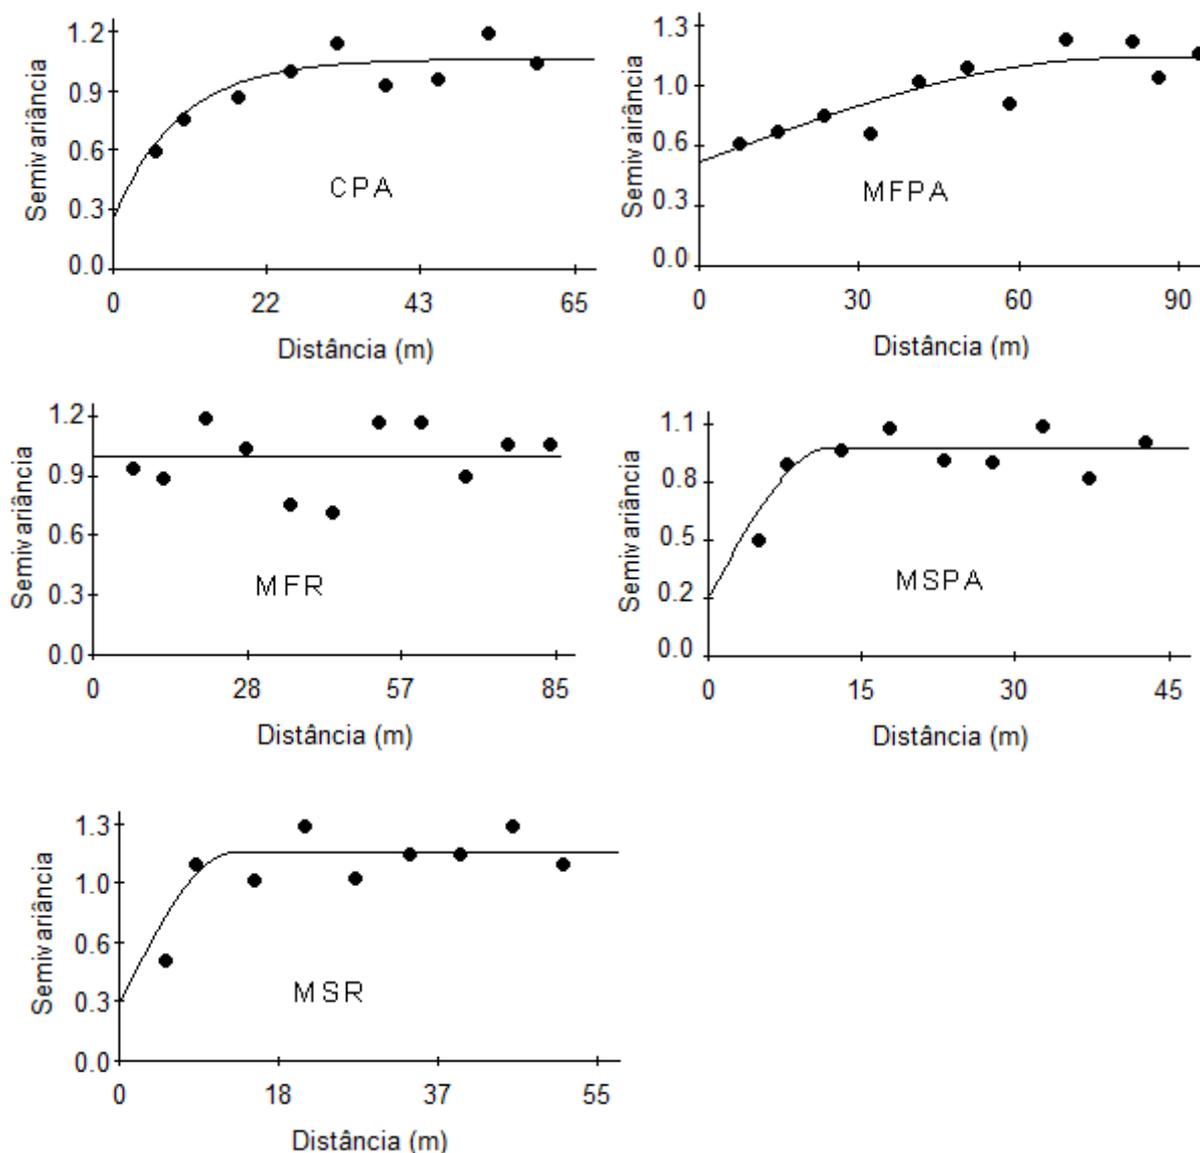 1.2
0.9
0.6
0.3
0.0
Semivariância
CPA
0 22 43 65
Distância (m)
1.3
1.0
0.6
0.3
0.0
Semivairância
MFPA
0 30 60 90
Distância (m)
1.2
0.9
0.6
0.3
0.0
Semivariância
MFR
0 28 57 85
Distância (m)
1.1
0.8
0.5
0.2
0.0
Semivariância
MSPA
0 15 30 45
Distância (m)
1.3
1.0
0.6
0.3
0.0
Semivariância
MSR
0 18 37 55
Distância (m)